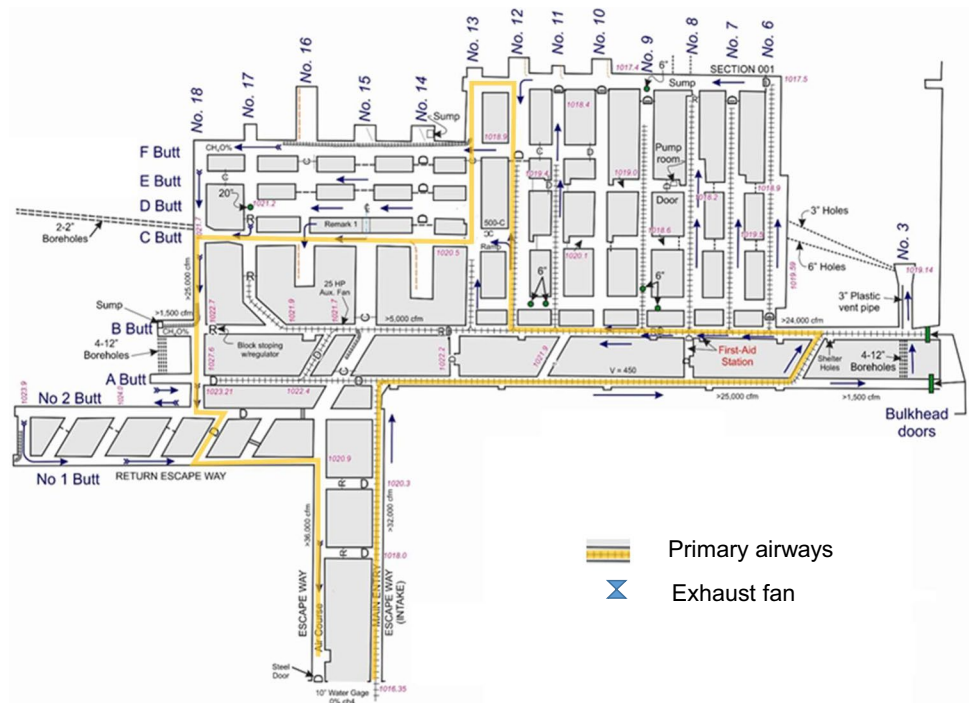 No. 18
No. 17
No. 16
No. 15
No. 14
No. 13
No. 12
No. 11
No. 10
No. 9
No. 8
No. 7
No. 6
6"
1017.4
SECTION 001
1017.5
Sump
Sump
1018.4
1018.9
F Butt
CH₄0%
E Butt
D Butt
20"
1021.2
C Butt
Remark 1
2-2"
Boreholes
1021.7
1019.4
1019.0
Pump
room
Door
1018.2
1018.9
500-C
Ramp
1020.5
1020.1
1018.6
1019.5
3" Holes
6" Holes
No. 3
1019.14
1019.59
6"
6"
3" Plastic
vent pipe
>25,000 cfm
25 HP
Aux. Fan
1022.7
1021.9
1021.7
>5,000 cfm
>24,000 cfm
Sump
>1,500 cfm
B Butt
CH₄0%
4-12"
Boreholes
Block stoping
w/regulator
1027.6
1022.2
1021.9
First-Aid
Station
Shelter
Holes
4-12"
Boreholes
V = 450
>25,000 cfm
>1,500 cfm
Bulkhead
doors
A Butt
1023.21
1022.4
1023.9
1024.0
No 2 Butt
No 1 Butt
RETURN ESCAPE WAY
1020.9
1020.3
>36,000 cfm
>32,000 cfm
1018.0
ESCAPE WAY
Air Course
MAIN ENTRY
ESCAPE WAY
(INTAKE)
Steel
Door
10" Water Gage
0% ch4
1016.35
Primary airways
Exhaust fan